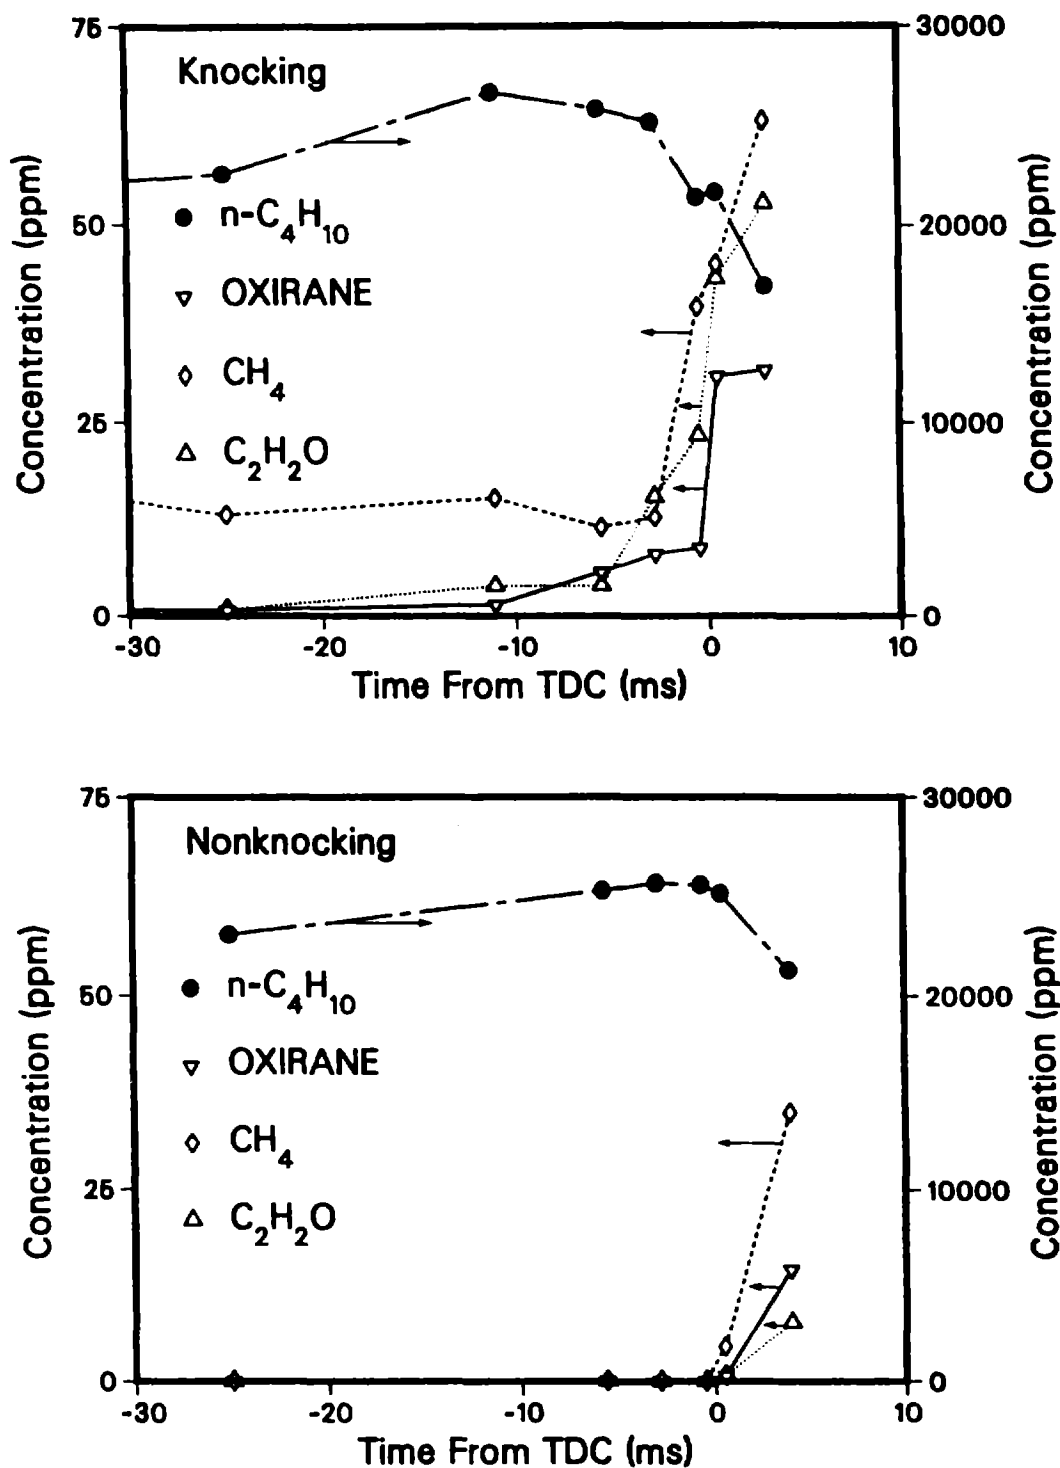 75
30000
Knocking
n-C4H10
OXIRANE
CH4
C2H2O
50
20000
25
10000
0
0
Concentration (ppm)
Concentration (ppm)
-30 -20 -10 0 10
Time From TDC (ms)
75
30000
Nonknocking
n-C4H10
OXIRANE
CH4
C2H2O
50
20000
25
10000
0
0
Concentration (ppm)
Concentration (ppm)
-30 -20 -10 0 10
Time From TDC (ms)